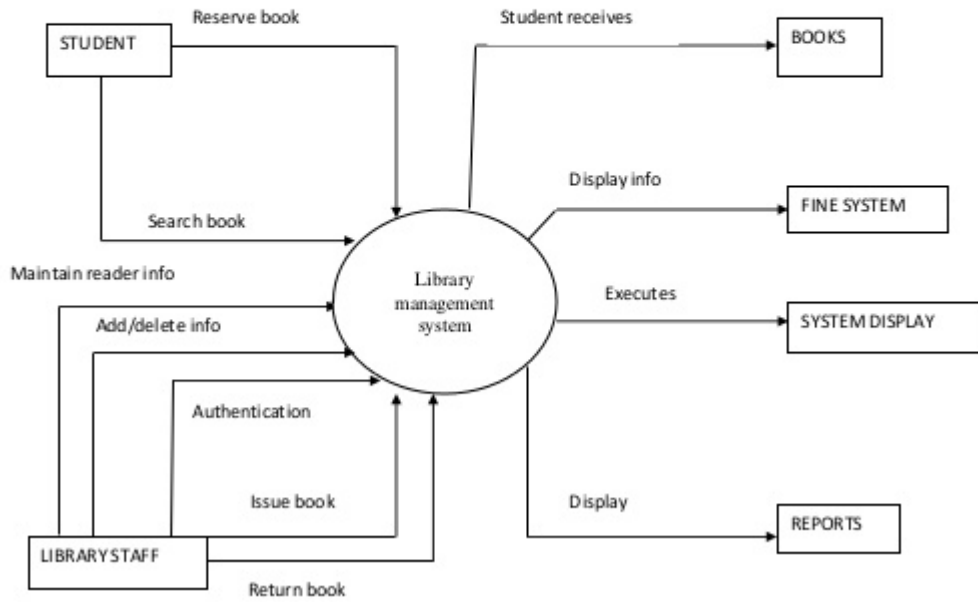 Reserve book
Student receives
STUDENT
BOOKS
Display info
FINE SYSTEM
Search book
Maintain reader info
Library
management
system
Executes
SYSTEM DISPLAY
Add/delete info
Authentication
Issue book
Display
REPORTS
LIBRARY STAFF
Return book